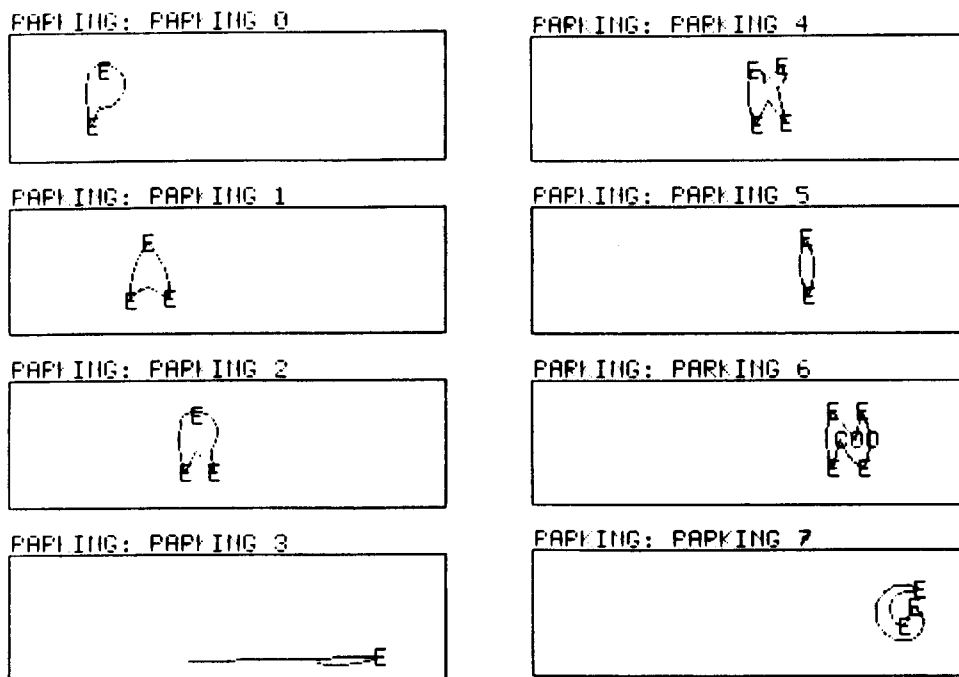 PARKING: PARKING 0
E
E
PARKING: PARKING 1
E
E E
PARKING: PARKING 2
E
E E
PARKING: PARKING 3
E
PARKING: PARKING 4
E E
E E
PARKING: PARKING 5
E
E
PARKING: PARKING 6
E E
E E
PARKING: PARKING 7
E
E
E